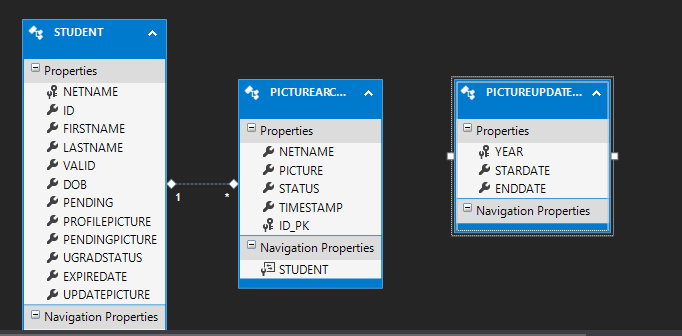 STUDENT
Properties
NETNAME
ID
FIRSTNAME
LASTNAME
VALID
DOB
PENDING
PROFILEPICTURE
PENDINGPICTURE
UGRADSTATUS
EXPIREDATE
UPDATEPICTURE
Navigation Properties
1
*
PICTUREARC...
Properties
NETNAME
PICTURE
STATUS
TIMESTAMP
ID_PK
Navigation Properties
STUDENT
PICTUREUPDATE...
Properties
YEAR
STARDATE
ENDDATE
Navigation Properties